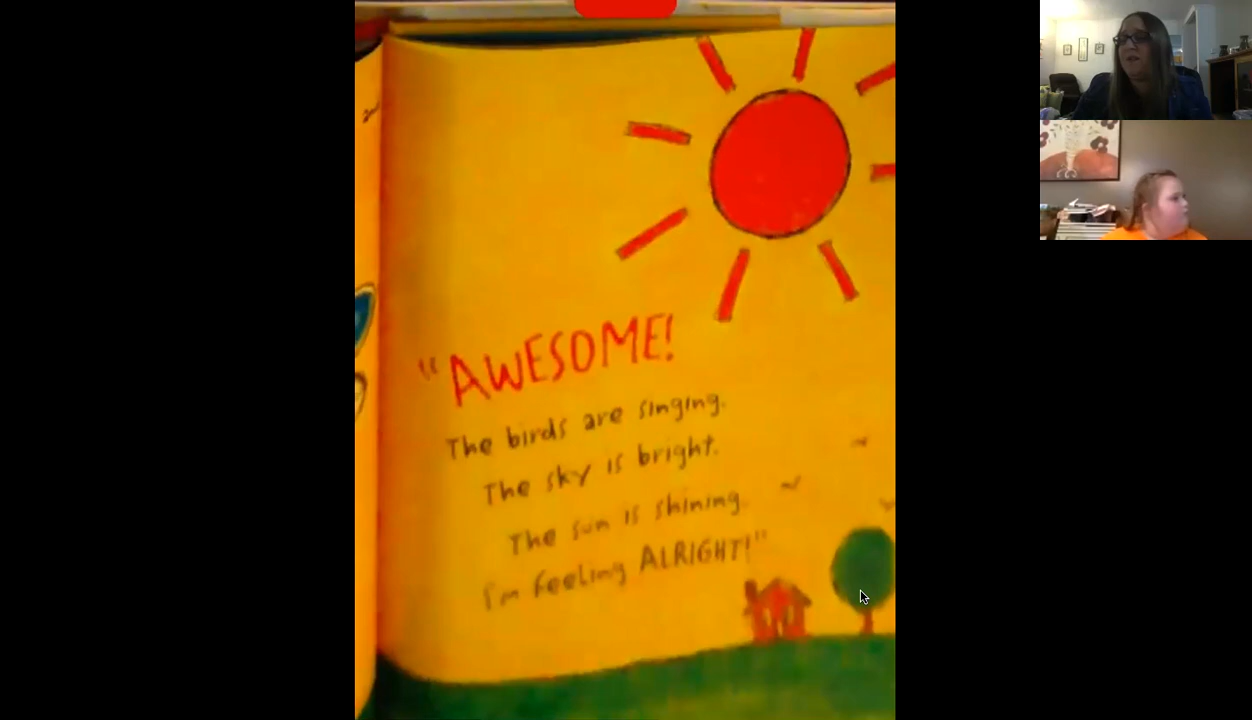 "AWESOME!
The birds are singing.
The sky is bright.
The sun is shining.
I'm feeling ALRIGHT!"